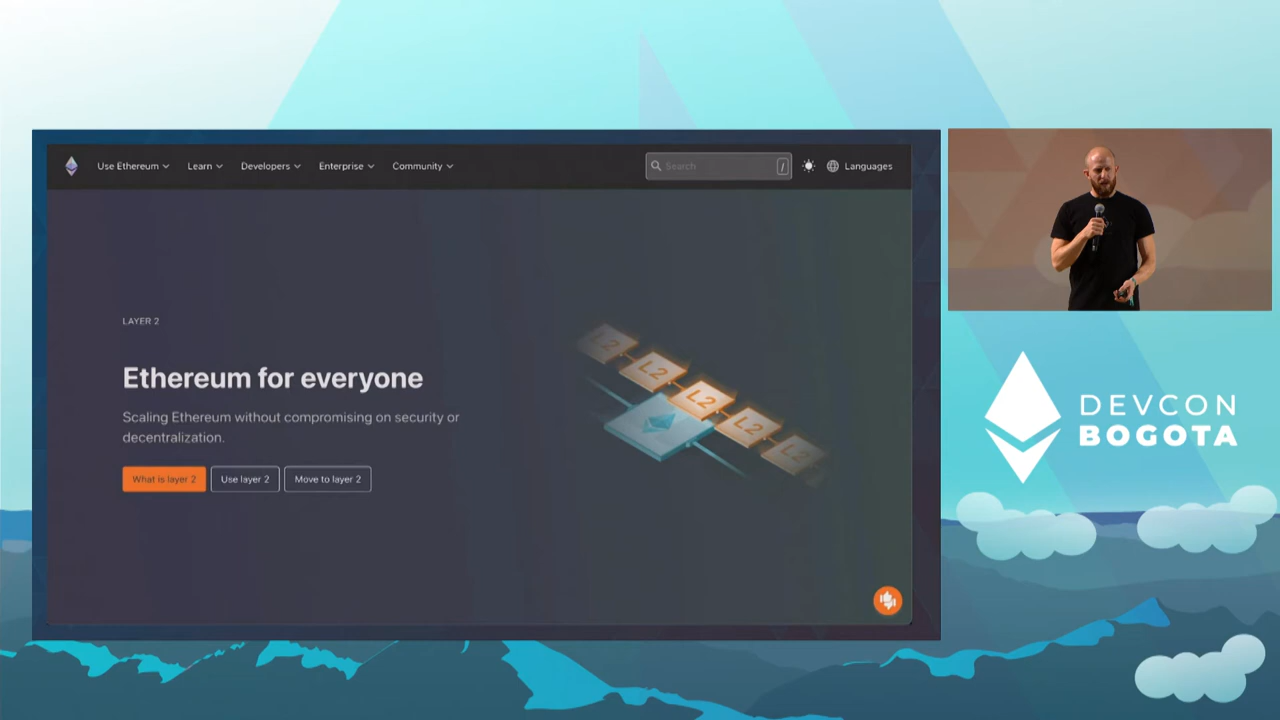 Use Ethereum
Learn
Developers
Enterprise
Community
Search
/
Languages
LAYER 2
Ethereum for everyone
Scaling Ethereum without compromising on security or
decentralization.
What is layer 2
Use layer 2
Move to layer 2
L2
L2
L2
L2
L2
DEVCON
BOGOTA